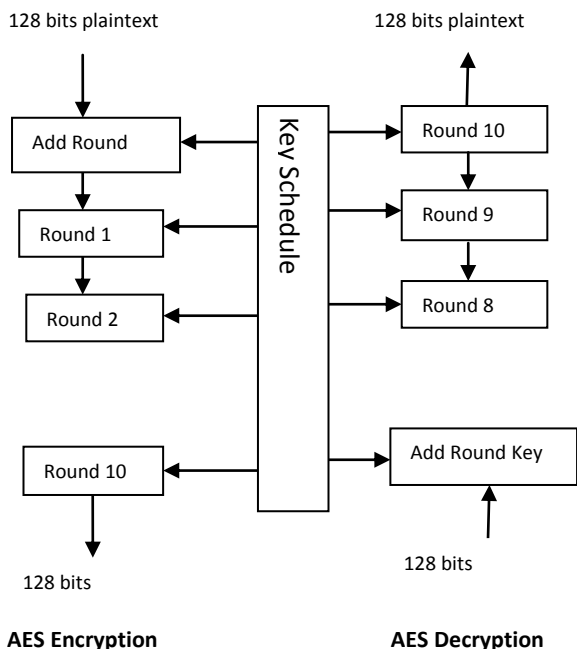 128 bits plaintext
128 bits plaintext
Key Schedule
Add Round
Round 10
Round 1
Round 9
Round 2
Round 8
Round 10
Add Round Key
128 bits
128 bits
AES Encryption
AES Decryption